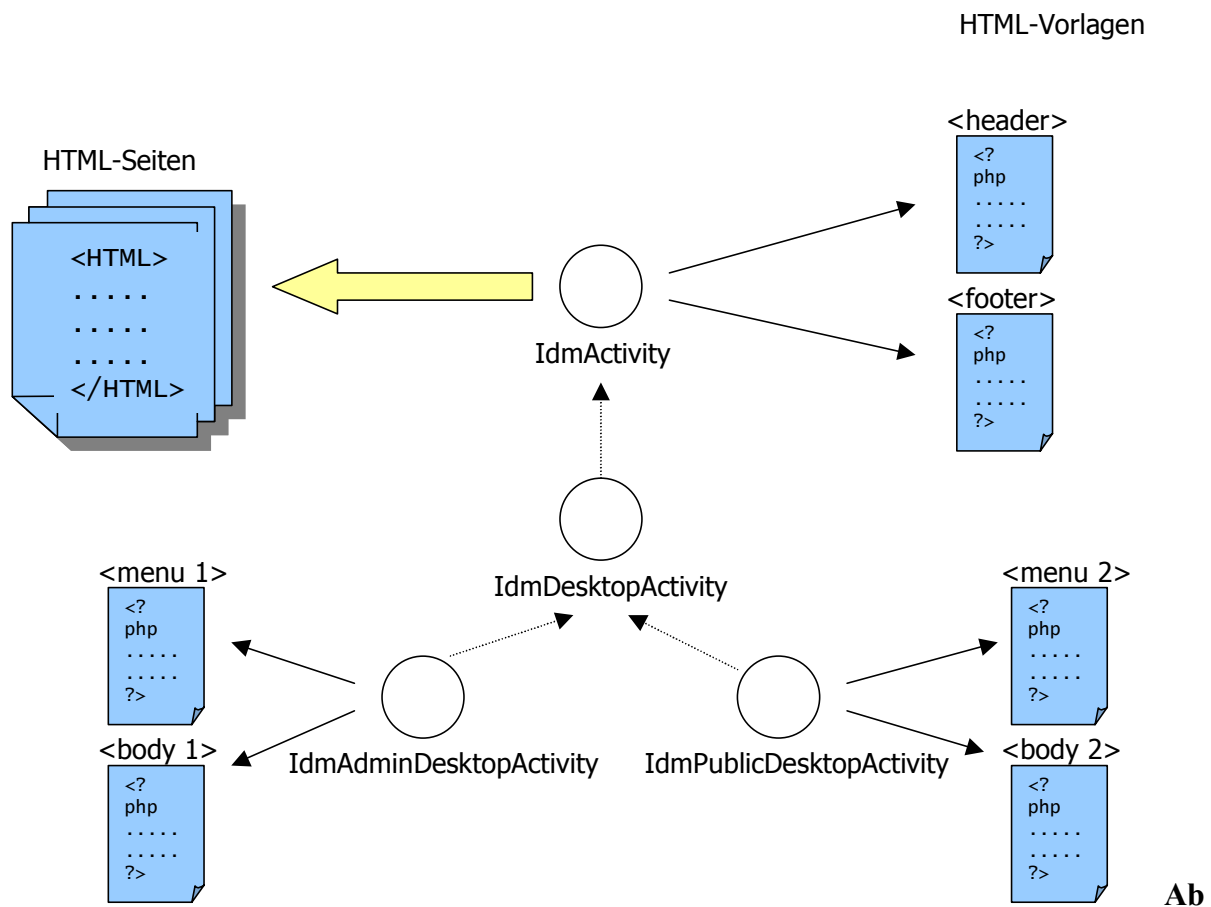 HTML-Vorlagen
<header>
<?
php
.....
.....
?>
HTML-Seiten
<HTML>
.....
.....
.....
</HTML>
<footer>
<?
php
.....
.....
?>
IdmActivity
IdmDesktopActivity
<menu 1>
<?
php
.....
.....
?>
<menu 2>
<?
php
.....
.....
?>
<body 1>
<?
php
.....
.....
?>
IdmAdminDesktopActivity
IdmPublicDesktopActivity
<body 2>
<?
php
.....
.....
?>
Ab